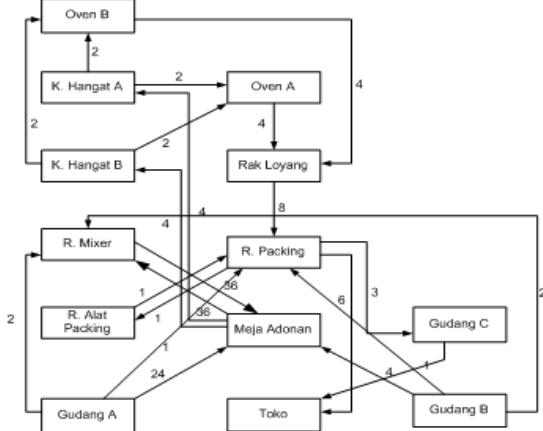 Oven B
2
K. Hangat A
2
Oven A
4
4
2
2
K. Hangat B
Rak Loyang
8
4
4
R. Mixer
R. Packing
36
3
2
1
6
2
R. Alat
Packing
1
36
Meja Adonan
Gudang C
1
24
4
1
Gudang A
Toko
Gudang B